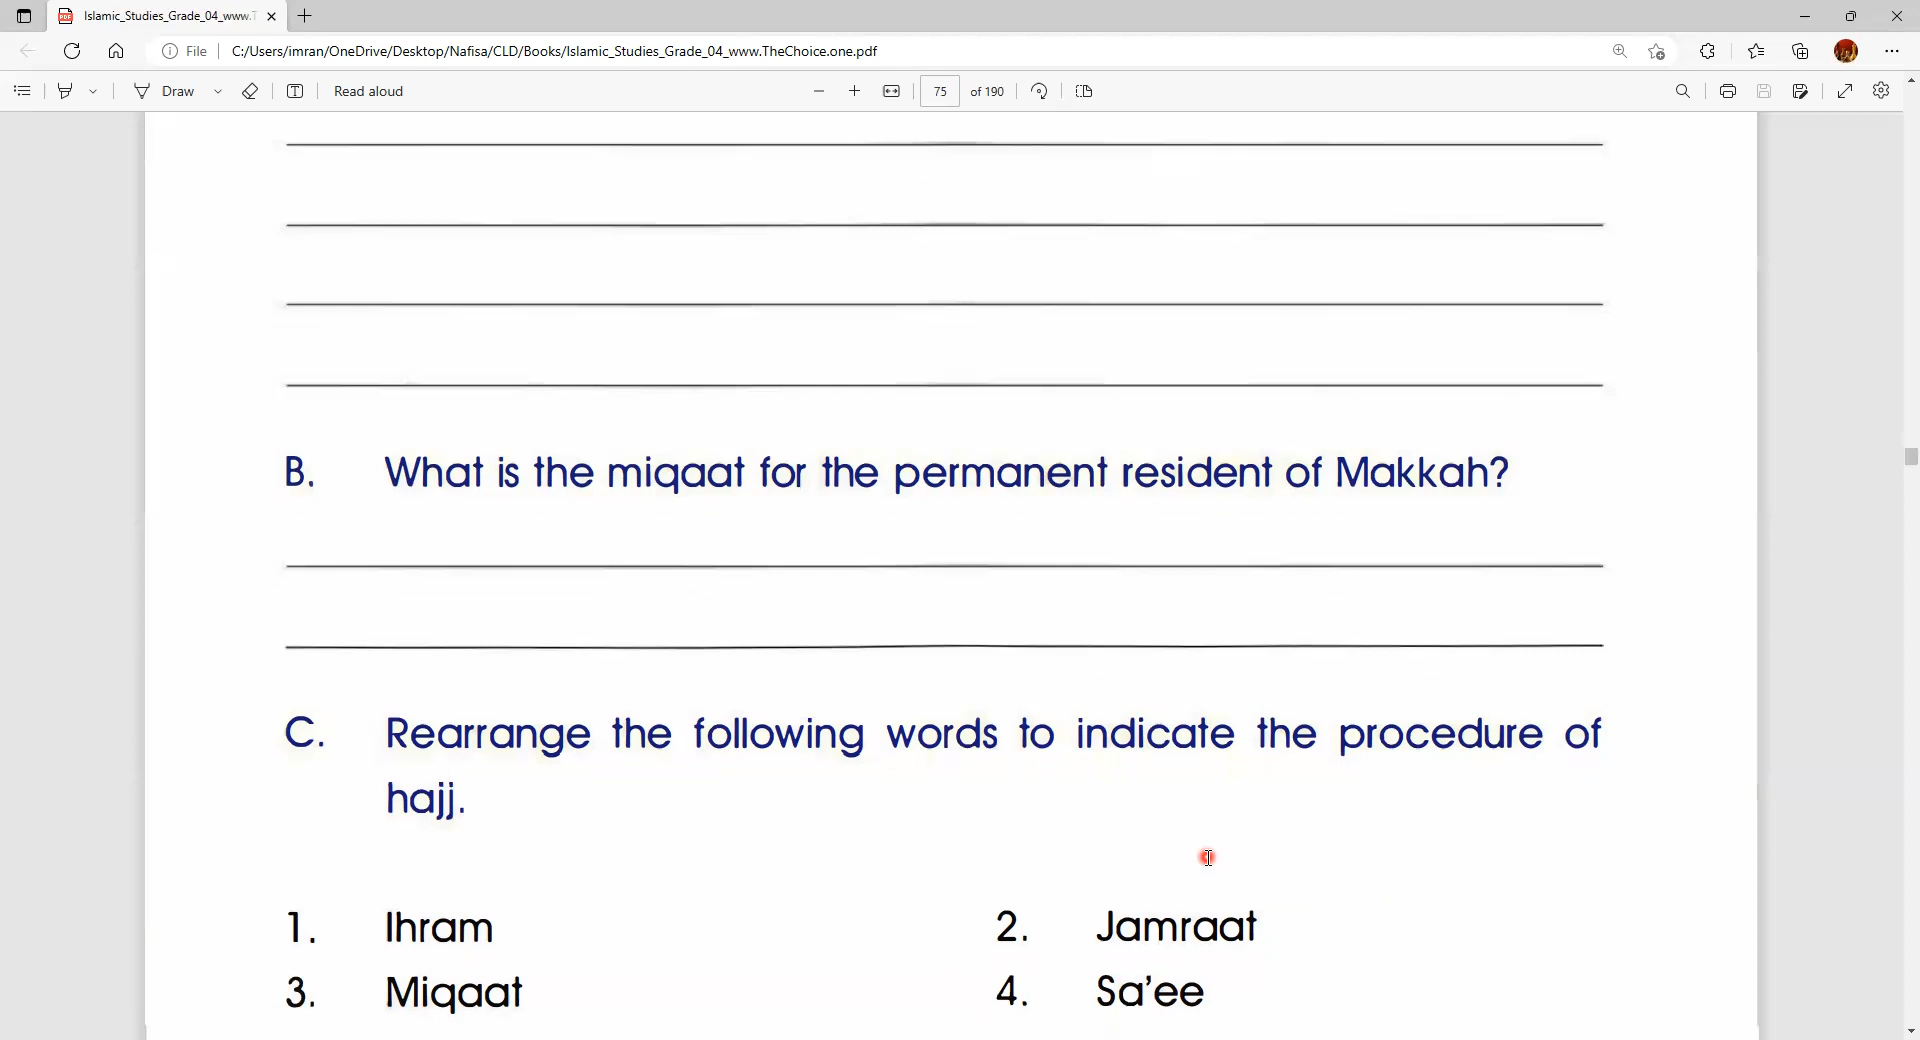 Islamic_Studies_Grade_04_www.T
File
C:/Users/imran/OneDrive/Desktop/Nafisa/CLD/Books/Islamic_Studies_Grade_04_www.TheChoice.one.pdf
Draw
Read aloud
75
of 190
B. What is the miqaat for the permanent resident of Makkah?
C. Rearrange the following words to indicate the procedure of
hajj.
1. Ihram 2. Jamraat
3. Miqaat 4. Sa'ee